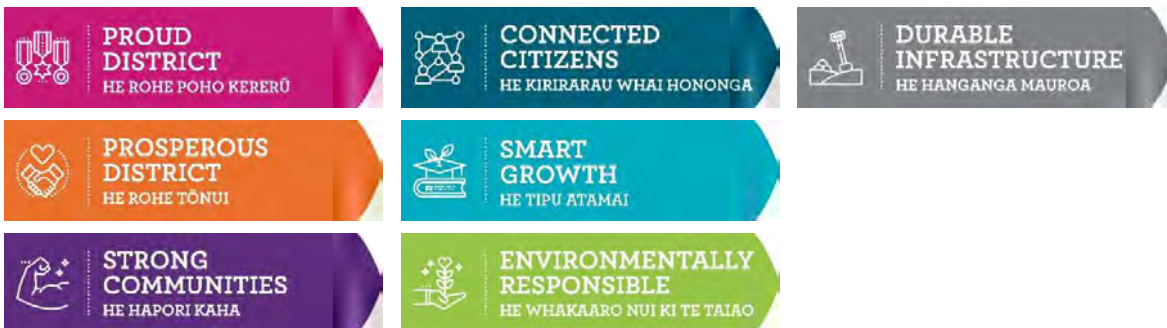 PROUD
DISTRICT
HE ROHE POHO KERERŪ
CONNECTED
CITIZENS
HE KIRIRARAU WHAI HONONGA
DURABLE
INFRASTRUCTURE
HE HANGANGA MAUROA
PROSPEROUS
DISTRICT
HE ROHE TŌNUI
SMART
GROWTH
HE TIPU ATAMAI
STRONG
COMMUNITIES
HE HAPORI KAHA
ENVIRONMENTALLY
RESPONSIBLE
HE WHAKAARO NUI KI TE TAIAO